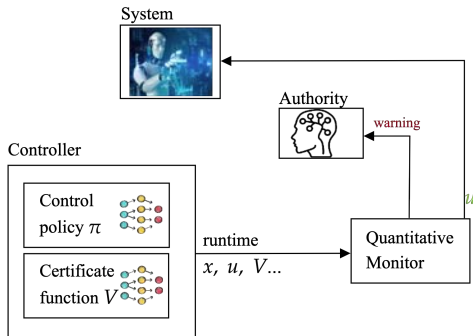 System
Authority
warning
Controller
Control
policy π
Certificate
function V
runtime
x, u, V...
Quantitative
Monitor
u